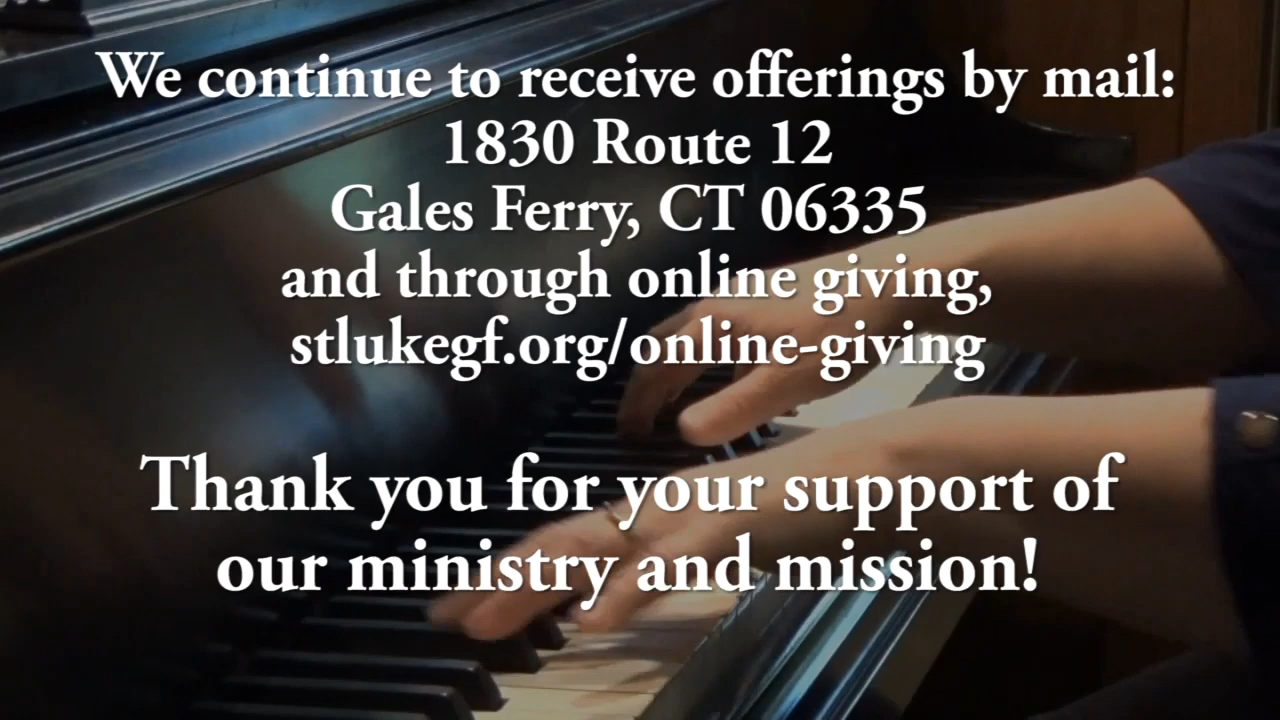 We continue to receive offerings by mail:
1830 Route 12
Gales Ferry, CT 06335
and through online giving,
stlukegf.org/online-giving
Thank you for your support of
our ministry and mission!